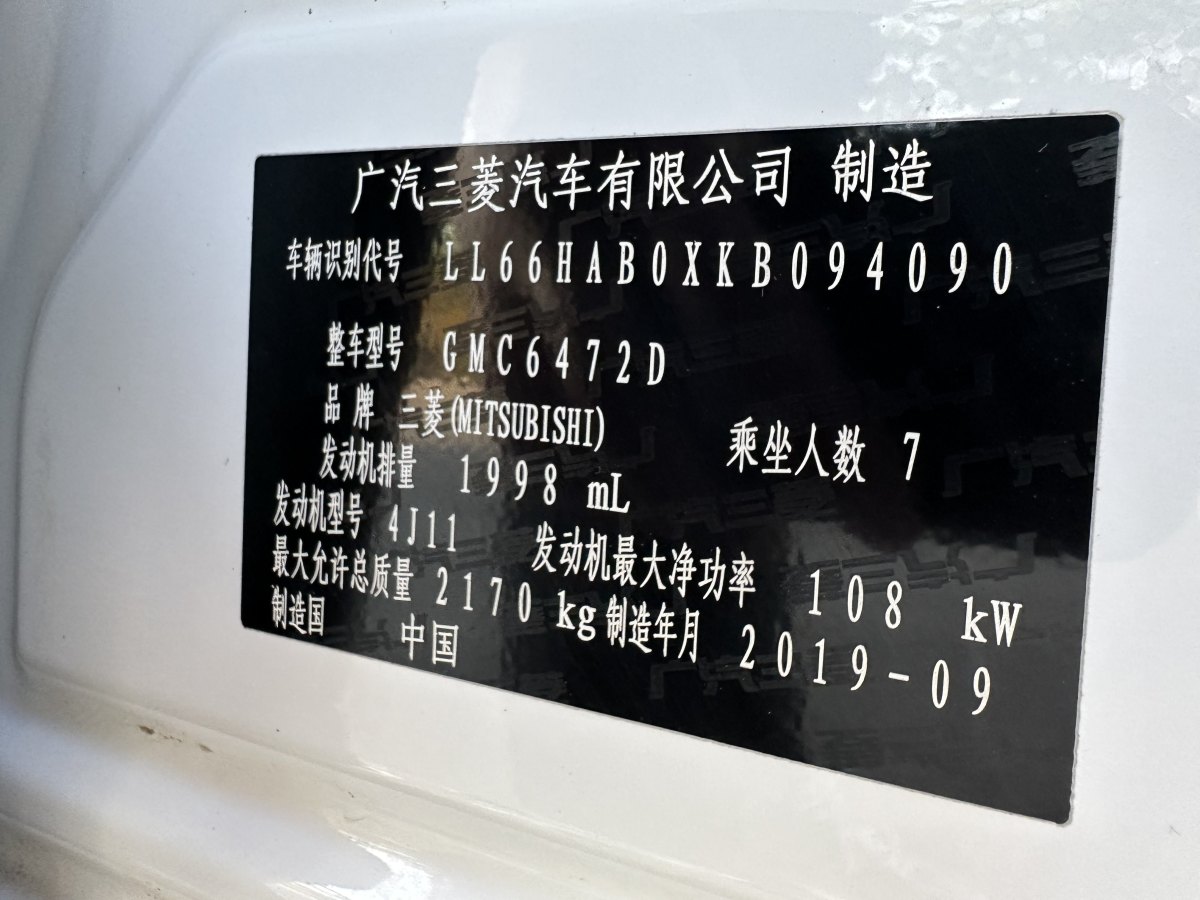 广汽三菱汽车有限公司 制造
车辆识别代号 LL66HAB0XKB094090
整车型号 GMC6472D
品牌 三菱(MITSUBISHI) 乘坐人数 7
发动机排量 1998 mL
发动机型号 4J11 发动机最大净功率 108 kW
最大允许总质量 2170 kg 制造年月 2019-09
制造国 中国